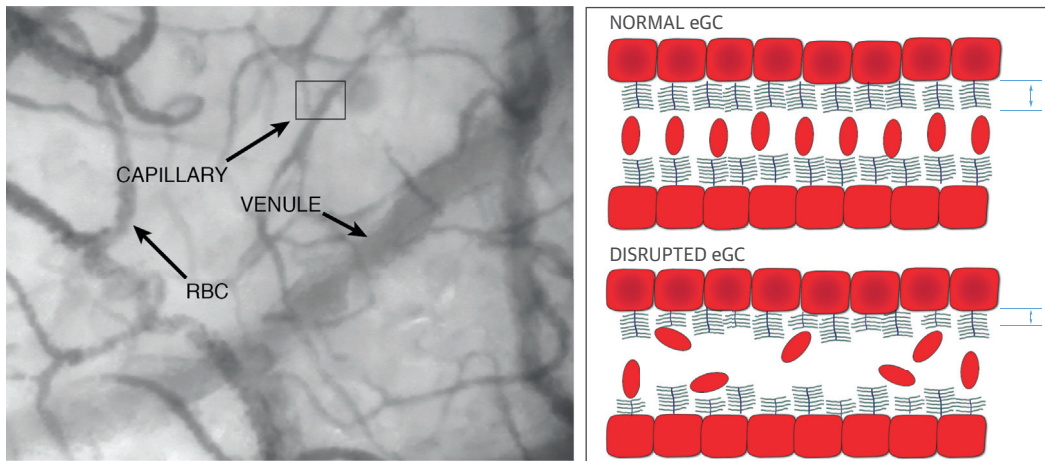 CAPILLARY
VENULE
RBC
NORMAL eGC
DISRUPTED eGC